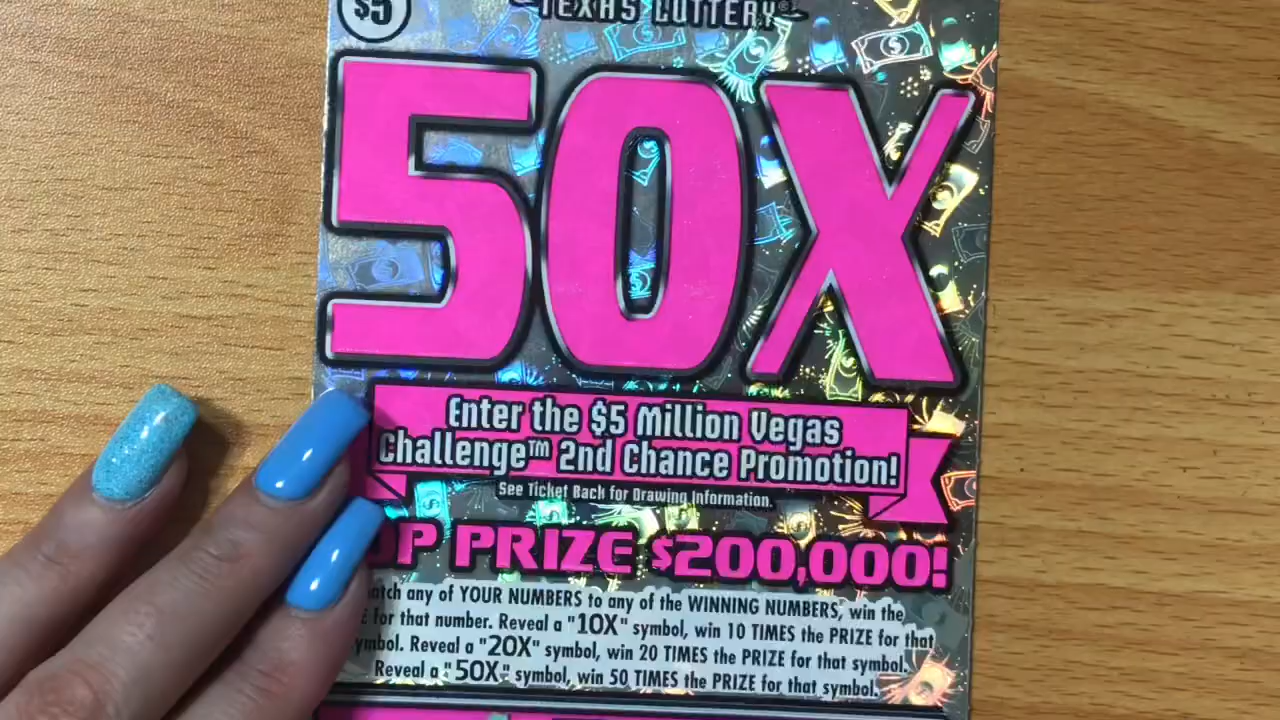 $5
TEXAS LOTTERY®
50X
Enter the $5 Million Vegas
Challenge™ 2nd Chance Promotion!
See Ticket Back for Drawing Information.
OP PRIZE $200,000!
atch any of YOUR NUMBERS to any of the WINNING NUMBERS, win the
E for that number. Reveal a "10X" symbol, win 10 TIMES the PRIZE for that
ymbol. Reveal a "20X" symbol, win 20 TIMES the PRIZE for that symbol.
Reveal a "50X" symbol, win 50 TIMES the PRIZE for that symbol.